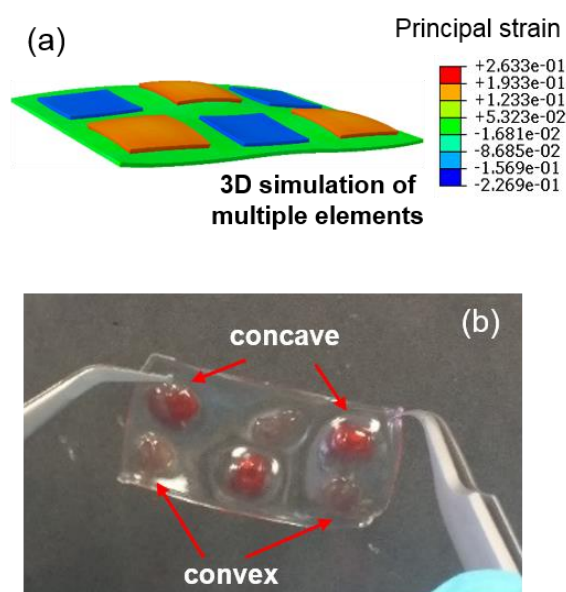 (a)
Principal strain
+2.633e-01
+1.933e-01
+1.233e-01
+5.323e-02
-1.681e-02
-8.685e-02
-1.569e-01
-2.269e-01
3D simulation of
multiple elements
(b)
concave
convex